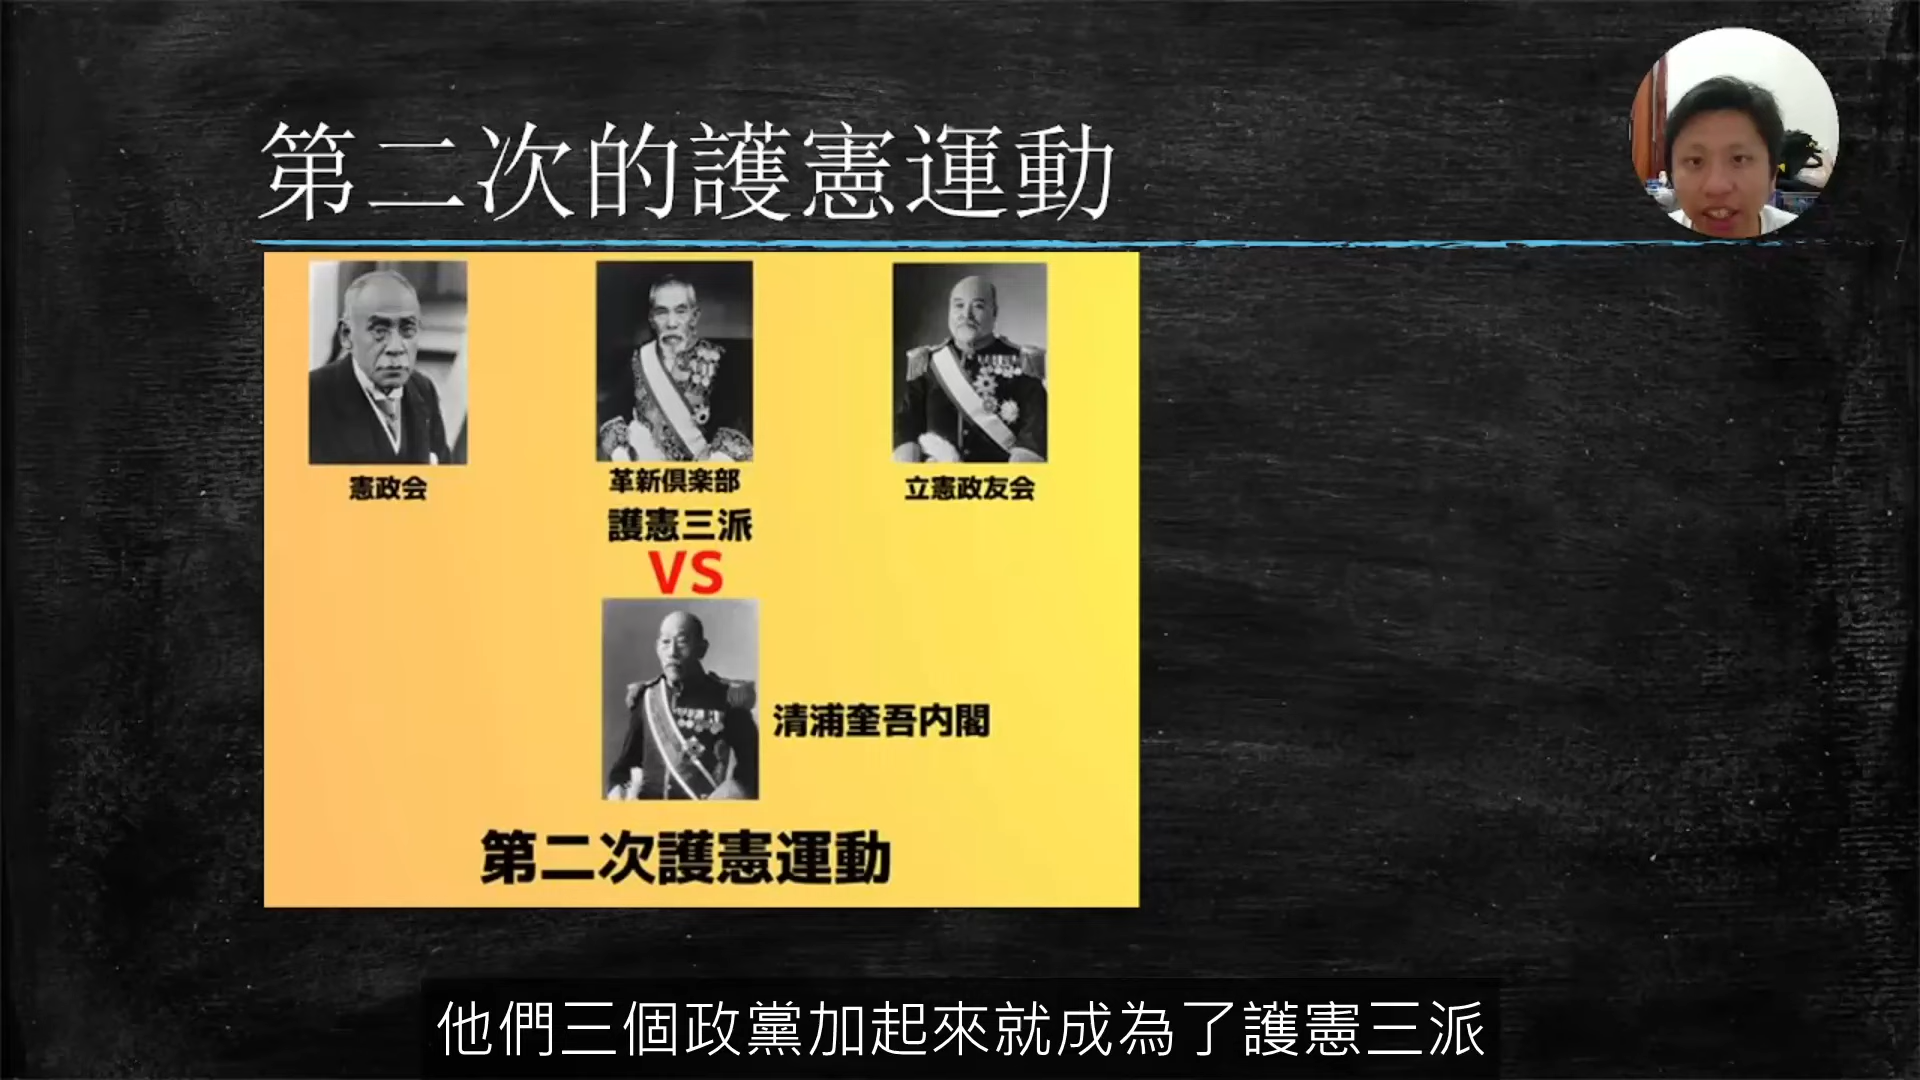 第二次的護憲運動
憲政会
革新倶楽部
立憲政友会
護憲三派
VS
清浦奎吾内閣
第二次護憲運動
他們三個政黨加起來就成為了護憲三派